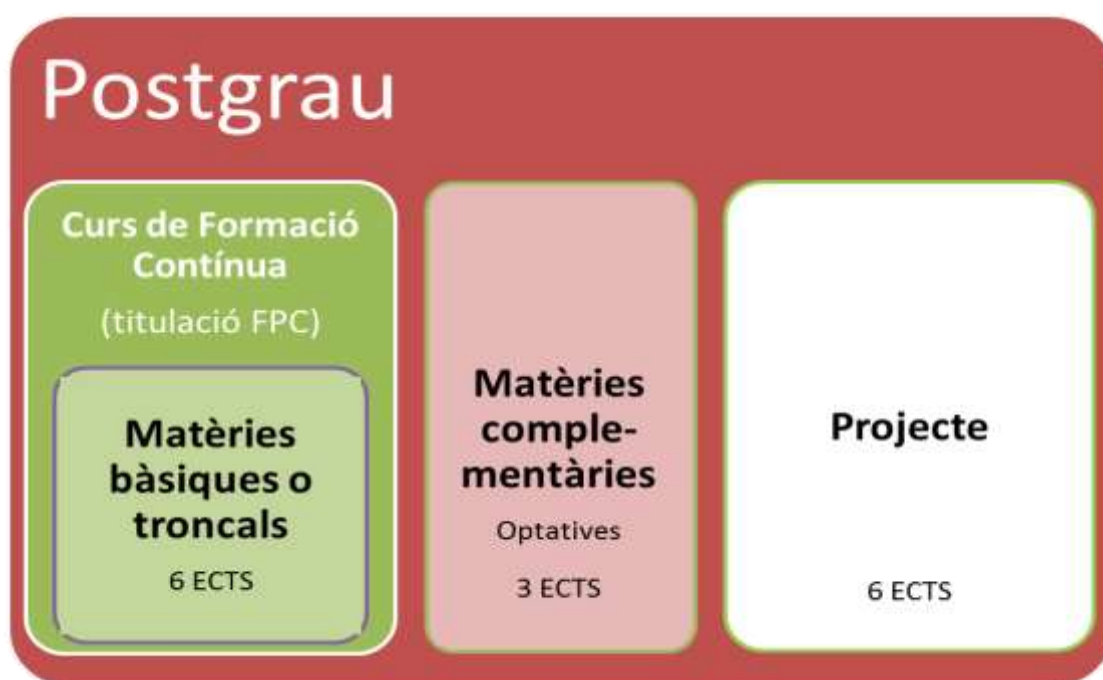 Postgrau
Curs de Formació
Contínua
(titulació FPC)
Matèries
bàsiques o
troncals
6 ECTS
Matèries
comple-
mentàries
Optatives
3 ECTS
Projecte
6 ECTS